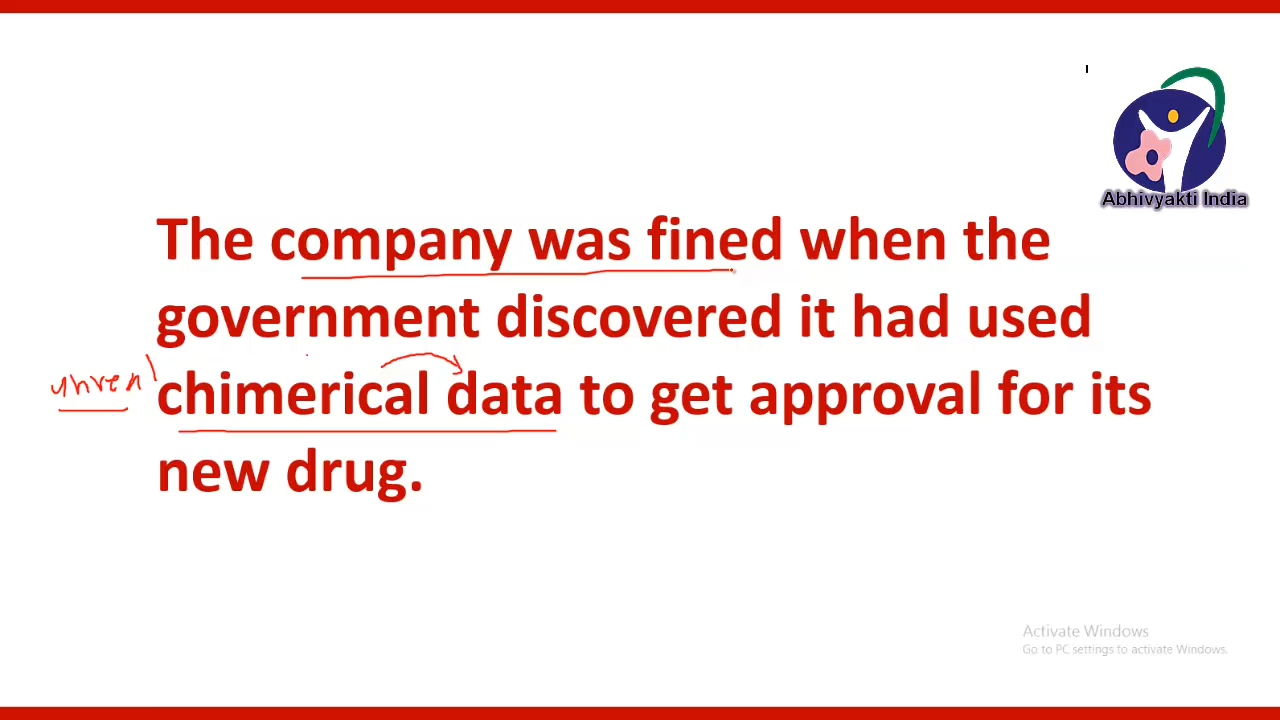 Abhivyakti India
The company was fined when the
government discovered it had used
unreal
chimerical data to get approval for its
new drug.
Activate Windows
Go to PC settings to activate Windows.